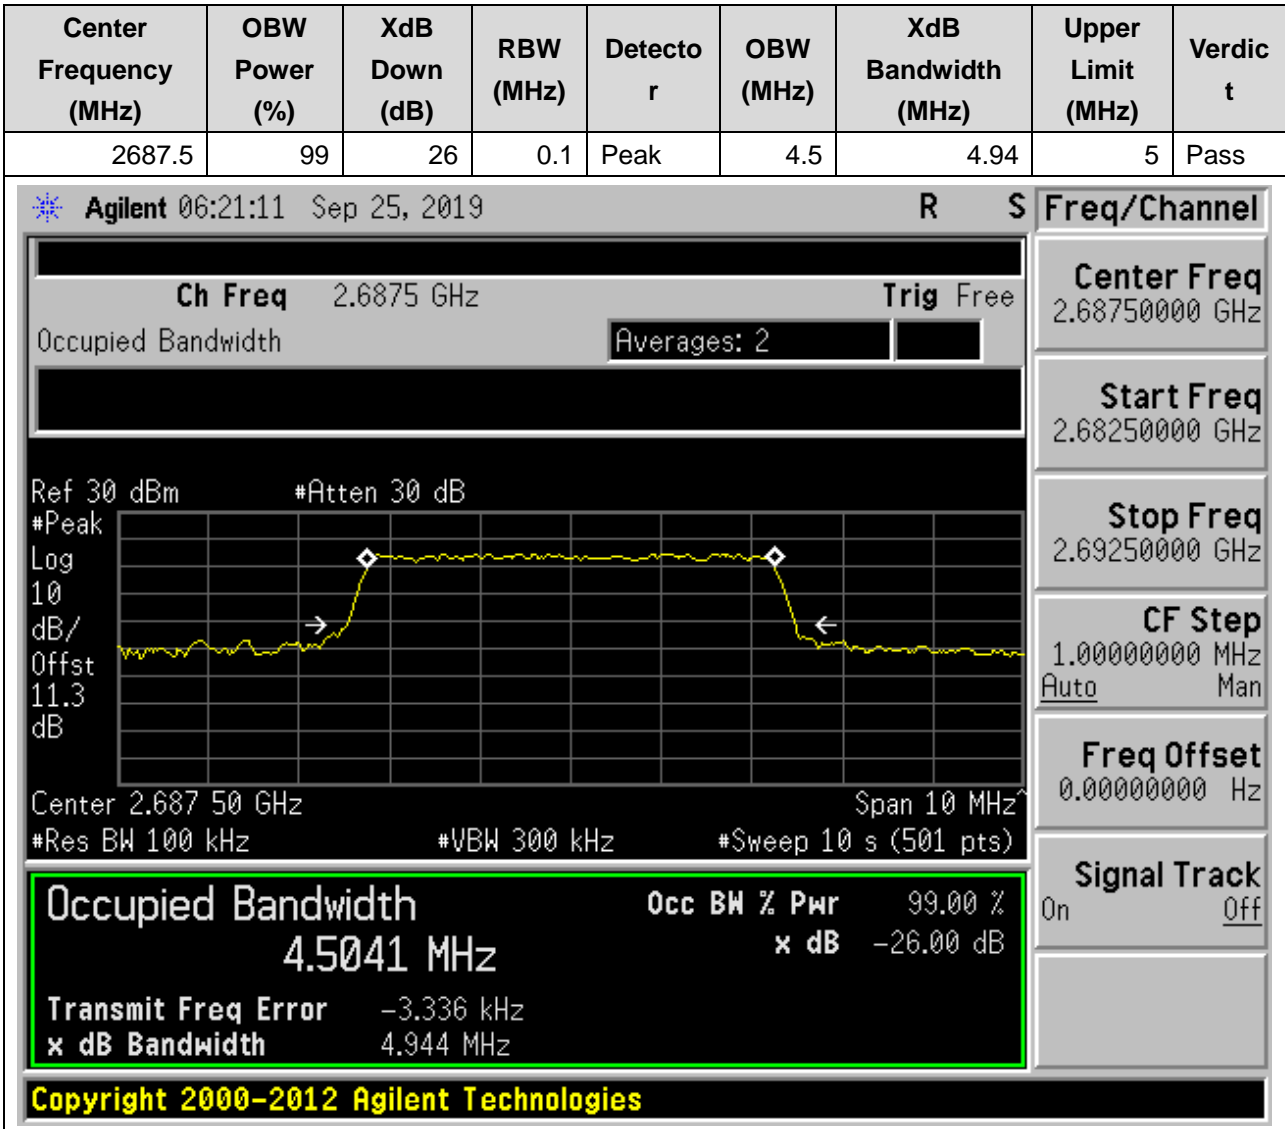 Center Frequency (MHz) OBW Power (%) XdB Down (dB) RBW (MHz) Detector OBW (MHz) XdB Bandwidth (MHz) Upper Limit (MHz) Verdict
2687.5 99 26 0.1 Peak 4.5 4.94 5 Pass
Agilent 06:21:11 Sep 25, 2019 R S Freq/Channel
Ch Freq 2.6875 GHz Trig Free
Occupied Bandwidth Averages: 2
Center Freq
2.68750000 GHz
Start Freq
2.68250000 GHz
Stop Freq
2.69250000 GHz
CF Step
1.00000000 MHz
Auto Man
Freq Offset
0.00000000 Hz
Signal Track
On Off
Ref 30 dBm #Atten 30 dB
#Peak
Log
10
dB/
Offst
11.3
dB
Center 2.687 50 GHz Span 10 MHz^
#Res BW 100 kHz #VBW 300 kHz #Sweep 10 s (501 pts)
Occupied Bandwidth Occ BW % Pwr 99.00 %
4.5041 MHz x dB -26.00 dB
Transmit Freq Error -3.336 kHz
x dB Bandwidth 4.944 MHz
Copyright 2000-2012 Agilent Technologies